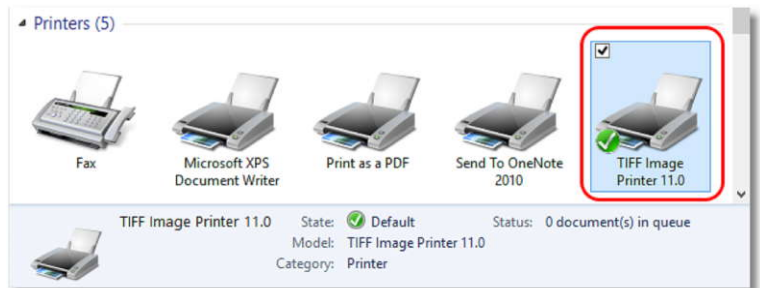 Printers (5)
Fax
Microsoft XPS
Document Writer
Print as a PDF
Send To OneNote
2010
TIFF Image
Printer 11.0
TIFF Image Printer 11.0 State: Default Status: 0 document(s) in queue
Model: TIFF Image Printer 11.0
Category: Printer